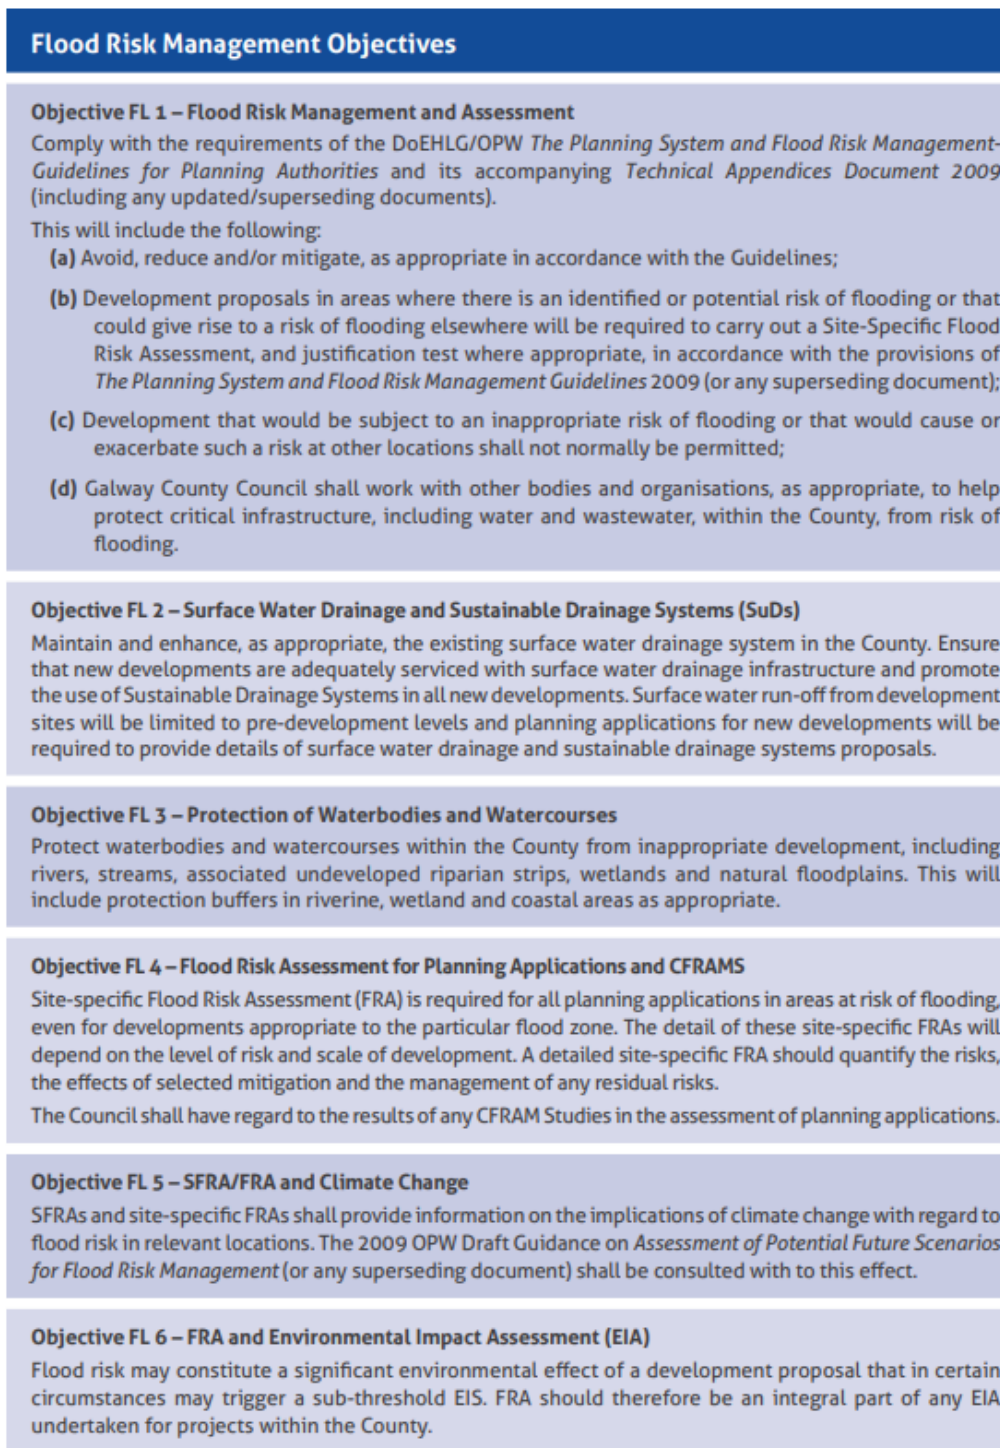 Flood Risk Management Objectives
Objective FL 1 – Flood Risk Management and Assessment
Comply with the requirements of the DoEHLG/OPW The Planning System and Flood Risk Management-
Guidelines for Planning Authorities and its accompanying Technical Appendices Document 2009
(including any updated/superseding documents).
This will include the following:
(a) Avoid, reduce and/or mitigate, as appropriate in accordance with the Guidelines;
(b) Development proposals in areas where there is an identified or potential risk of flooding or that
could give rise to a risk of flooding elsewhere will be required to carry out a Site-Specific Flood
Risk Assessment, and justification test where appropriate, in accordance with the provisions of
The Planning System and Flood Risk Management Guidelines 2009 (or any superseding document);
(c) Development that would be subject to an inappropriate risk of flooding or that would cause or
exacerbate such a risk at other locations shall not normally be permitted;
(d) Galway County Council shall work with other bodies and organisations, as appropriate, to help
protect critical infrastructure, including water and wastewater, within the County, from risk of
flooding.
Objective FL 2 – Surface Water Drainage and Sustainable Drainage Systems (SuDs)
Maintain and enhance, as appropriate, the existing surface water drainage system in the County. Ensure
that new developments are adequately serviced with surface water drainage infrastructure and promote
the use of Sustainable Drainage Systems in all new developments. Surface water run-off from development
sites will be limited to pre-development levels and planning applications for new developments will be
required to provide details of surface water drainage and sustainable drainage systems proposals.
Objective FL 3 – Protection of Waterbodies and Watercourses
Protect waterbodies and watercourses within the County from inappropriate development, including
rivers, streams, associated undeveloped riparian strips, wetlands and natural floodplains. This will
include protection buffers in riverine, wetland and coastal areas as appropriate.
Objective FL 4 – Flood Risk Assessment for Planning Applications and CFRAMS
Site-specific Flood Risk Assessment (FRA) is required for all planning applications in areas at risk of flooding,
even for developments appropriate to the particular flood zone. The detail of these site-specific FRAs will
depend on the level of risk and scale of development. A detailed site-specific FRA should quantify the risks,
the effects of selected mitigation and the management of any residual risks.
The Council shall have regard to the results of any CFRAM Studies in the assessment of planning applications.
Objective FL 5 – SFRA/FRA and Climate Change
SFRAs and site-specific FRAs shall provide information on the implications of climate change with regard to
flood risk in relevant locations. The 2009 OPW Draft Guidance on Assessment of Potential Future Scenarios
for Flood Risk Management (or any superseding document) shall be consulted with to this effect.
Objective FL 6 – FRA and Environmental Impact Assessment (EIA)
Flood risk may constitute a significant environmental effect of a development proposal that in certain
circumstances may trigger a sub-threshold EIS. FRA should therefore be an integral part of any EIA
undertaken for projects within the County.